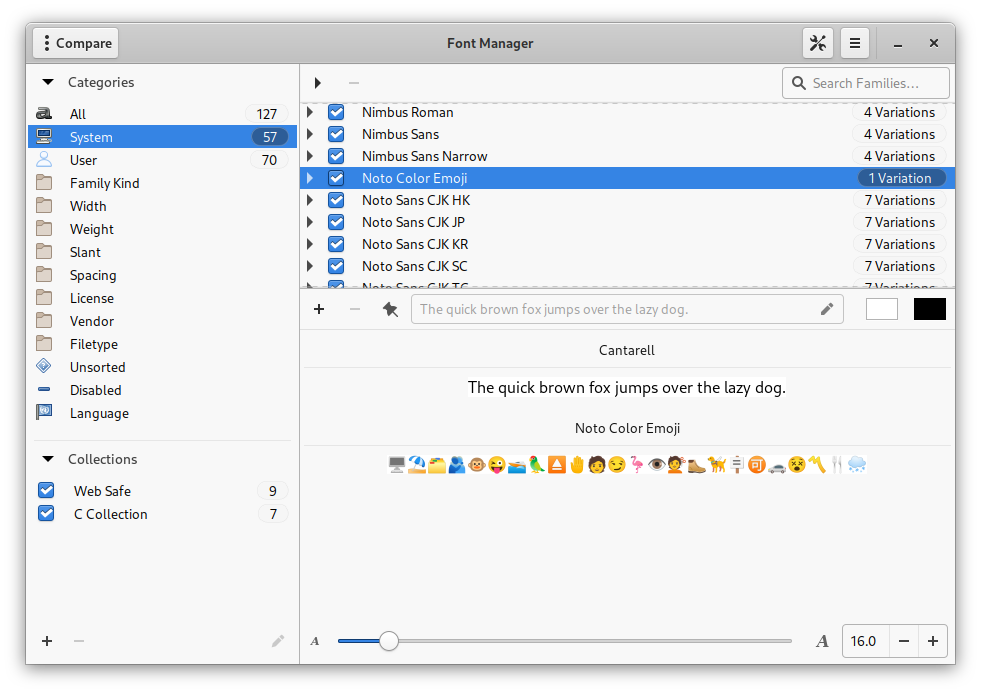 Compare
Font Manager
Categories
Search Families...
All 127
System 57
User 70
Family Kind
Width
Weight
Slant
Spacing
License
Vendor
Filetype
Unsorted
Disabled
Language
Collections
Web Safe 9
C Collection 7
Nimbus Roman 4 Variations
Nimbus Sans 4 Variations
Nimbus Sans Narrow 4 Variations
Noto Color Emoji 1 Variation
Noto Sans CJK HK 7 Variations
Noto Sans CJK JP 7 Variations
Noto Sans CJK KR 7 Variations
Noto Sans CJK SC 7 Variations
Noto Sans CJK TC 7 Variations
The quick brown fox jumps over the lazy dog.
Cantarell
The quick brown fox jumps over the lazy dog.
Noto Color Emoji
A A 16.0